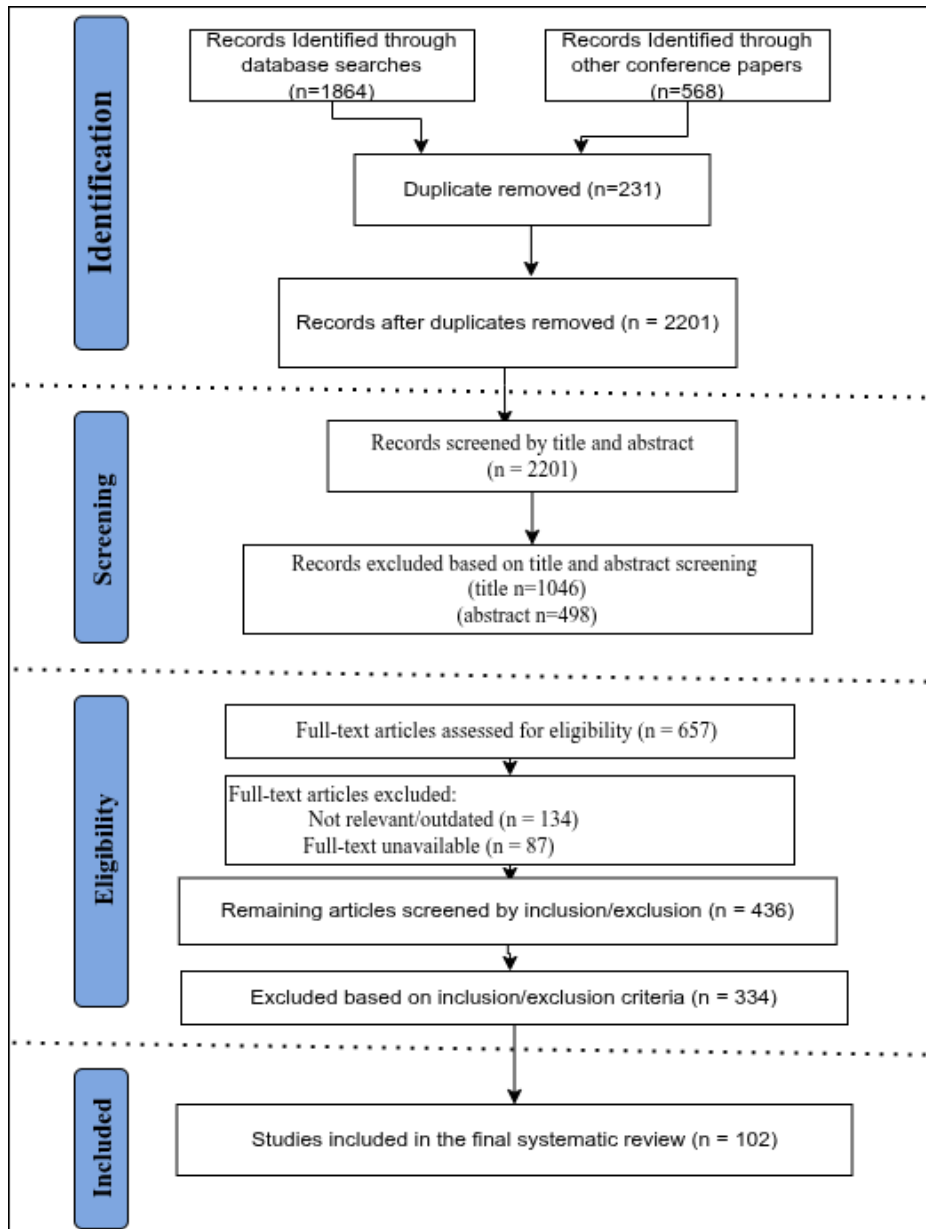 Identification
Records Identified through
database searches
(n=1864)
Records Identified through
other conference papers
(n=568)
Duplicate removed (n=231)
Records after duplicates removed (n = 2201)
Screening
Records screened by title and abstract
(n = 2201)
Records excluded based on title and abstract screening
(title n=1046)
(abstract n=498)
Eligibility
Full-text articles assessed for eligibility (n = 657)
Full-text articles excluded:
Not relevant/outdated (n = 134)
Full-text unavailable (n = 87)
Remaining articles screened by inclusion/exclusion (n = 436)
Excluded based on inclusion/exclusion criteria (n = 334)
Included
Studies included in the final systematic review (n = 102)